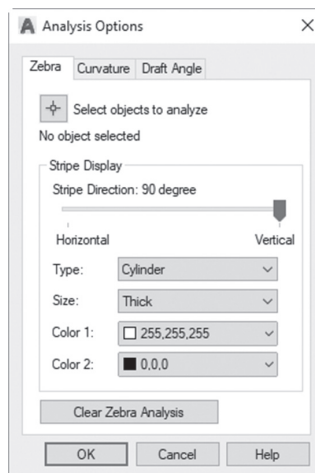 Analysis Options
Zebra Curvature Draft Angle
Select objects to analyze
No object selected
Stripe Display
Stripe Direction: 90 degree
Horizontal Vertical
Type: Cylinder
Size: Thick
Color 1: 255,255,255
Color 2: 0,0,0
Clear Zebra Analysis
OK Cancel Help